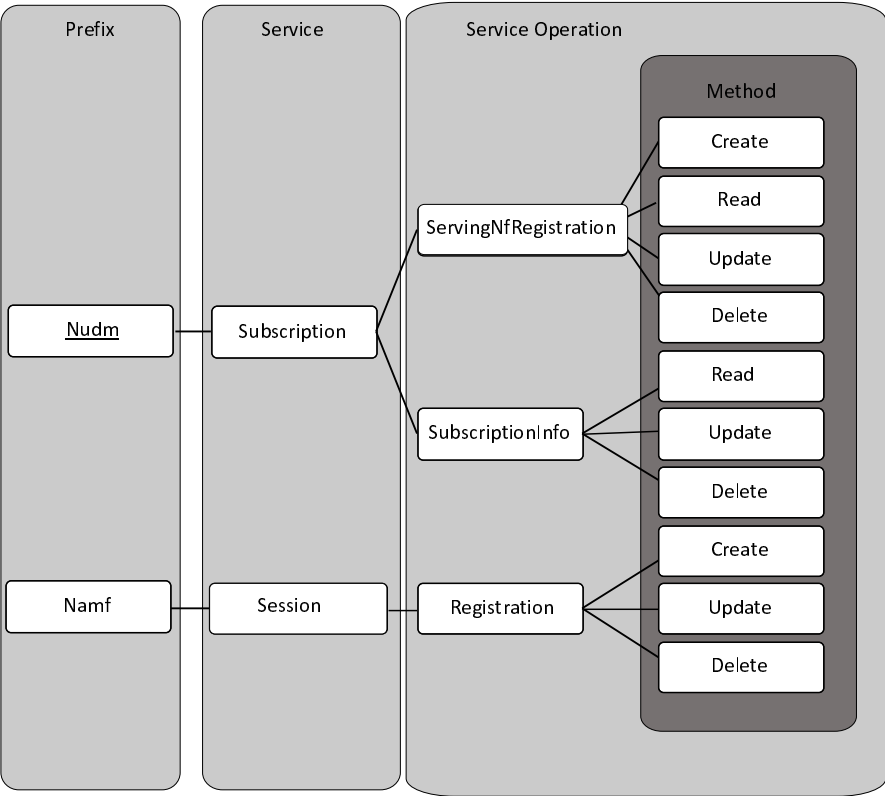 Prefix
Service
Service Operation
Method
Create
Read
ServingNfRegistration
Update
Delete
Nudm
Subscription
Read
SubscriptionInfo
Update
Delete
Create
Namf
Session
Registration
Update
Delete